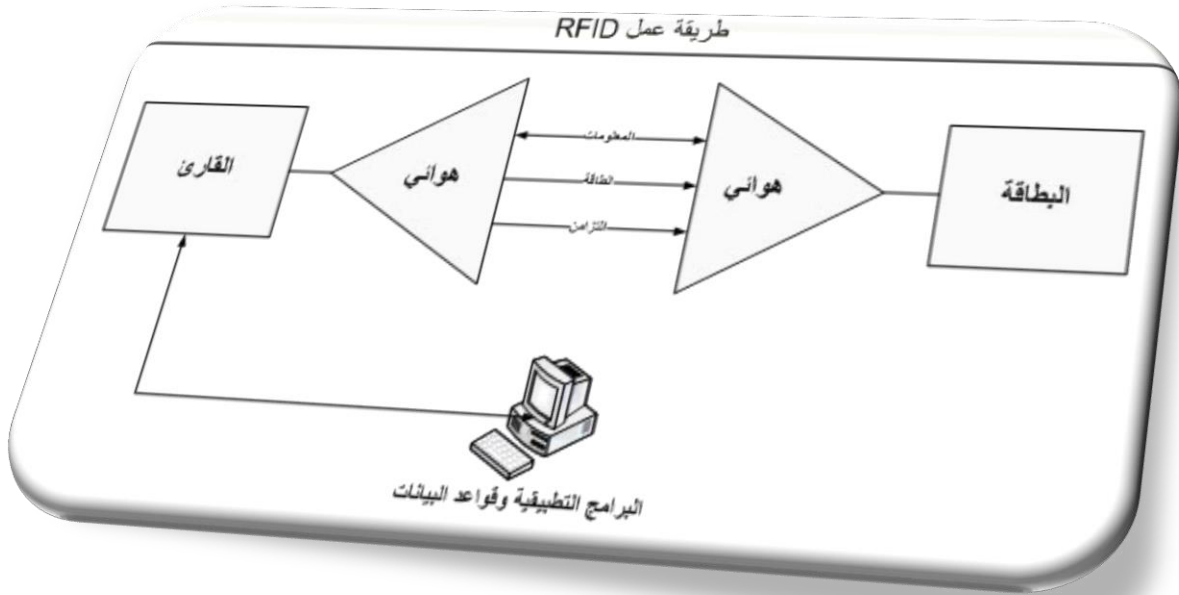 طريقة عمل RFID
القارئ
هوائي
المعلومات
الطاقة
التزامن
هوائي
البطاقة
البرامج التطبيقية وقواعد البيانات